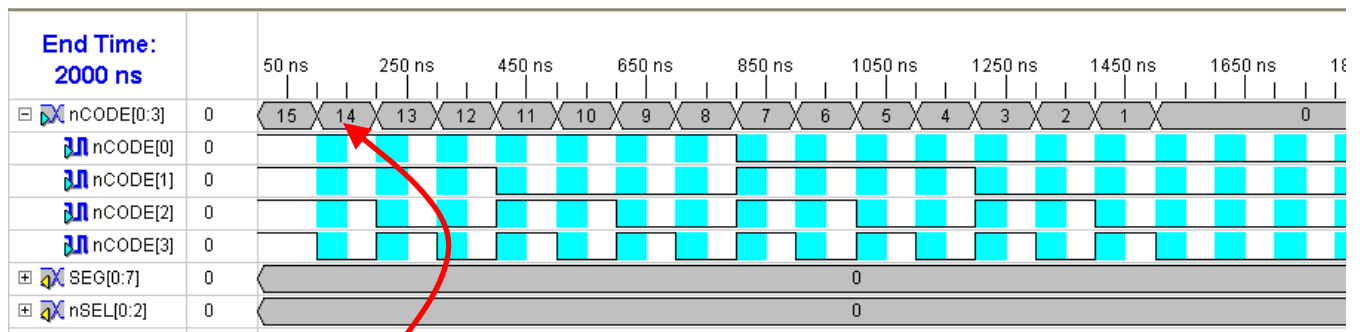 End Time:
2000 ns
50 ns 250 ns 450 ns 650 ns 850 ns 1050 ns 1250 ns 1450 ns 1650 ns 18
nCODE[0:3] 0 15 14 13 12 11 10 9 8 7 6 5 4 3 2 1 0
nCODE[0] 0
nCODE[1] 0
nCODE[2] 0
nCODE[3] 0
SEG[0:7] 0 0
nSEL[0:2] 0 0